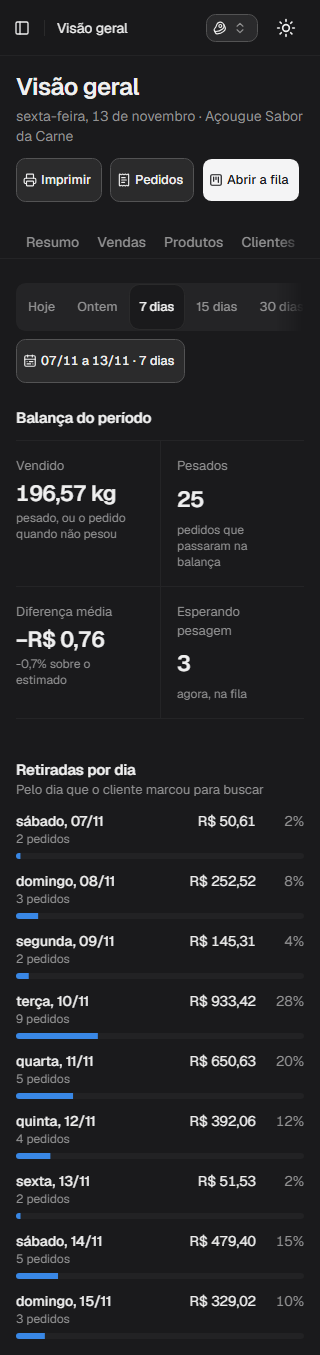 Visão geral
Visão geral
sexta-feira, 13 de novembro · Açougue Sabor
da Carne
Imprimir
Pedidos
Abrir a fila
Resumo Vendas Produtos Clientes
Hoje Ontem 7 dias 15 dias 30 dias
07/11 a 13/11 · 7 dias
Balança do período
Vendido
196,57 kg
pesado, ou o pedido
quando não pesou
Pesados
25
pedidos que
passaram na
balança
Diferença média
−R$ 0,76
-0,7% sobre o
estimado
Esperando
pesagem
3
agora, na fila
Retiradas por dia
Pelo dia que o cliente marcou para buscar
sábado, 07/11 R$ 50,61 2%
2 pedidos
domingo, 08/11 R$ 252,52 8%
3 pedidos
segunda, 09/11 R$ 145,31 4%
2 pedidos
terça, 10/11 R$ 933,42 28%
9 pedidos
quarta, 11/11 R$ 650,63 20%
5 pedidos
quinta, 12/11 R$ 392,06 12%
4 pedidos
sexta, 13/11 R$ 51,53 2%
2 pedidos
sábado, 14/11 R$ 479,40 15%
5 pedidos
domingo, 15/11 R$ 329,02 10%
3 pedidos